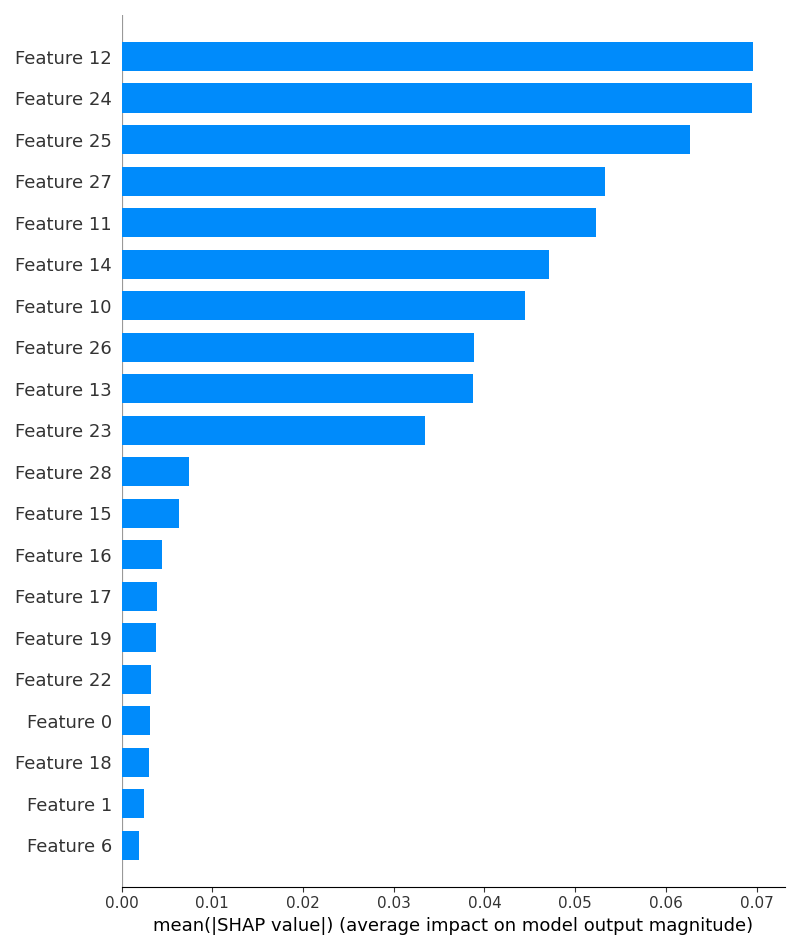 Feature 12
Feature 24
Feature 25
Feature 27
Feature 11
Feature 14
Feature 10
Feature 26
Feature 13
Feature 23
Feature 28
Feature 15
Feature 16
Feature 17
Feature 19
Feature 22
Feature 0
Feature 18
Feature 1
Feature 6
0.00 0.01 0.02 0.03 0.04 0.05 0.06 0.07
mean(|SHAP value|) (average impact on model output magnitude)